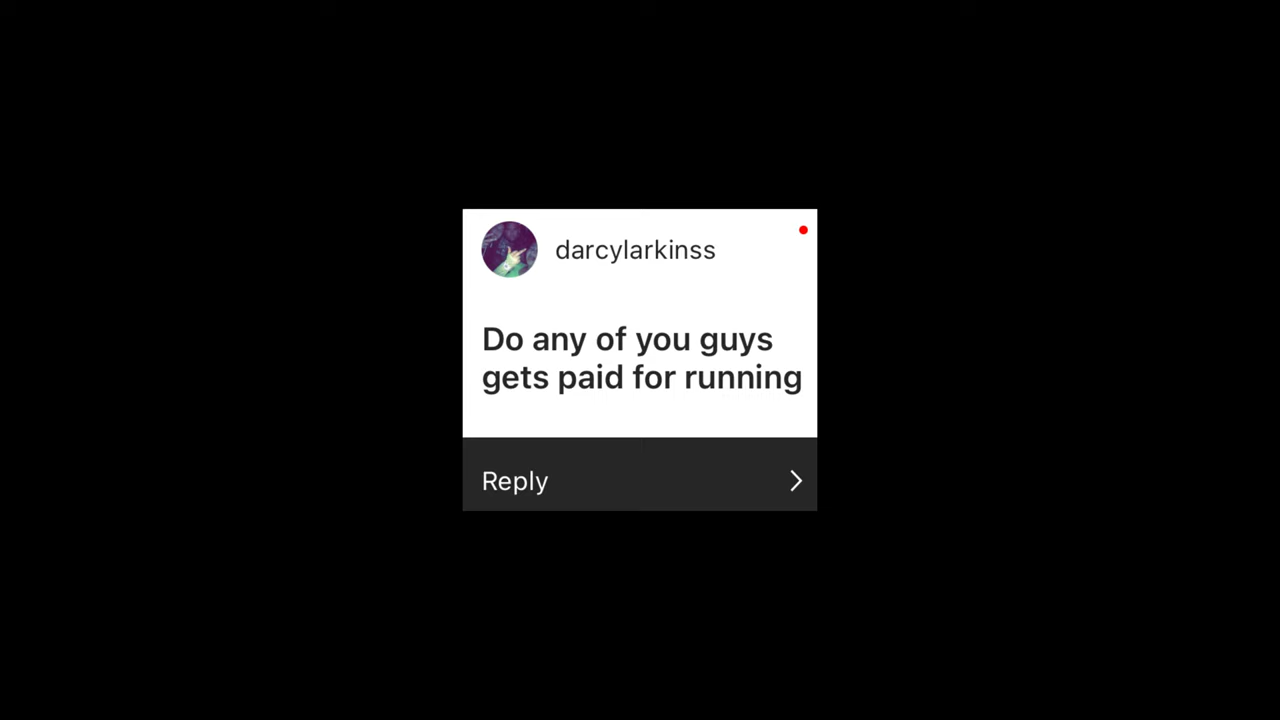 darcylarkinss
Do any of you guys
gets paid for running
Reply